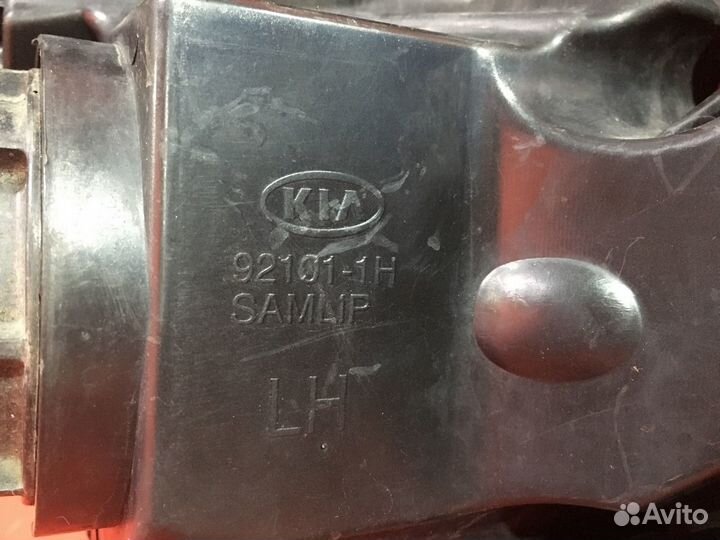 KIA
92101-1H
SAMLIP
LH
Avito